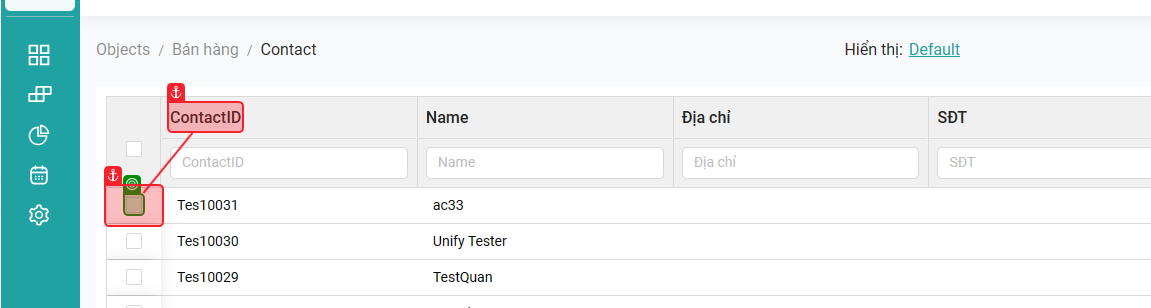 Objects / Bán hàng / Contact
Hiển thị: Default
ContactID Name Địa chỉ SĐT
ContactID Name Địa chỉ SĐT
Tes10031 ac33
Tes10030 Unify Tester
Tes10029 TestQuan